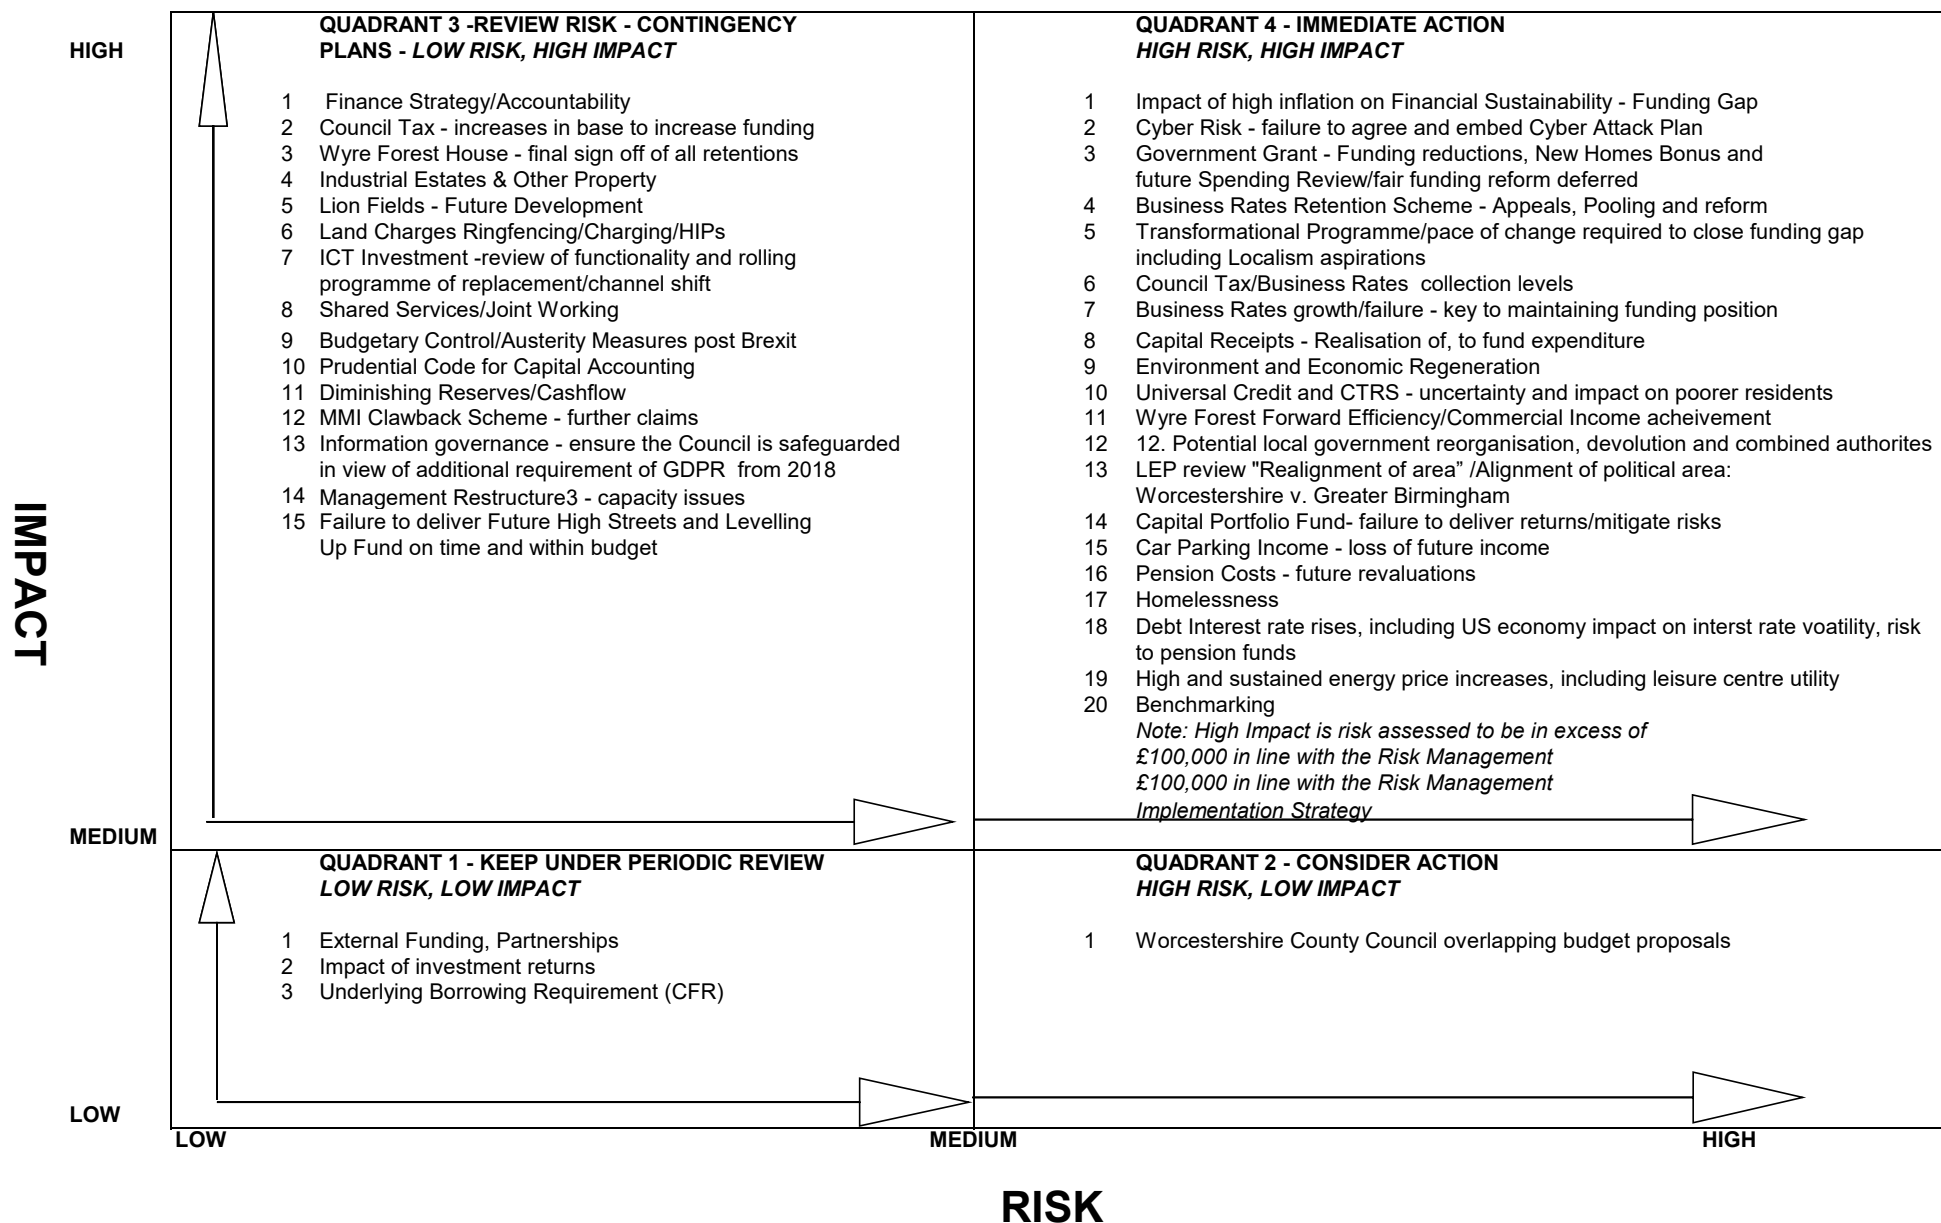 HIGH
QUADRANT 3 -REVIEW RISK - CONTINGENCY
PLANS - LOW RISK, HIGH IMPACT
1 Finance Strategy/Accountability
2 Council Tax - increases in base to increase funding
3 Wyre Forest House - final sign off of all retentions
4 Industrial Estates & Other Property
5 Lion Fields - Future Development
6 Land Charges Ringfencing/Charging/HIPs
7 ICT Investment -review of functionality and rolling
programme of replacement/channel shift
8 Shared Services/Joint Working
9 Budgetary Control/Austerity Measures post Brexit
10 Prudential Code for Capital Accounting
11 Diminishing Reserves/Cashflow
12 MMI Clawback Scheme - further claims
13 Information governance - ensure the Council is safeguarded
in view of additional requirement of GDPR from 2018
14 Management Restructure3 - capacity issues
15 Failure to deliver Future High Streets and Levelling
Up Fund on time and within budget
QUADRANT 4 - IMMEDIATE ACTION
HIGH RISK, HIGH IMPACT
1 Impact of high inflation on Financial Sustainability - Funding Gap
2 Cyber Risk - failure to agree and embed Cyber Attack Plan
3 Government Grant - Funding reductions, New Homes Bonus and
future Spending Review/fair funding reform deferred
4 Business Rates Retention Scheme - Appeals, Pooling and reform
5 Transformational Programme/pace of change required to close funding gap
including Localism aspirations
6 Council Tax/Business Rates collection levels
7 Business Rates growth/failure - key to maintaining funding position
8 Capital Receipts - Realisation of, to fund expenditure
9 Environment and Economic Regeneration
10 Universal Credit and CTRS - uncertainty and impact on poorer residents
11 Wyre Forest Forward Efficiency/Commercial Income acheivement
12 12. Potential local government reorganisation, devolution and combined authorites
13 LEP review "Realignment of area” /Alignment of political area:
Worcestershire v. Greater Birmingham
14 Capital Portfolio Fund- failure to deliver returns/mitigate risks
15 Car Parking Income - loss of future income
16 Pension Costs - future revaluations
17 Homelessness
18 Debt Interest rate rises, including US economy impact on interst rate voatility, risk
to pension funds
19 High and sustained energy price increases, including leisure centre utility
20 Benchmarking
Note: High Impact is risk assessed to be in excess of
£100,000 in line with the Risk Management
£100,000 in line with the Risk Management
Implementation Strategy
IMPACT
MEDIUM
QUADRANT 1 - KEEP UNDER PERIODIC REVIEW
LOW RISK, LOW IMPACT
1 External Funding, Partnerships
2 Impact of investment returns
3 Underlying Borrowing Requirement (CFR)
QUADRANT 2 - CONSIDER ACTION
HIGH RISK, LOW IMPACT
1 Worcestershire County Council overlapping budget proposals
LOW
LOW
MEDIUM
HIGH
RISK